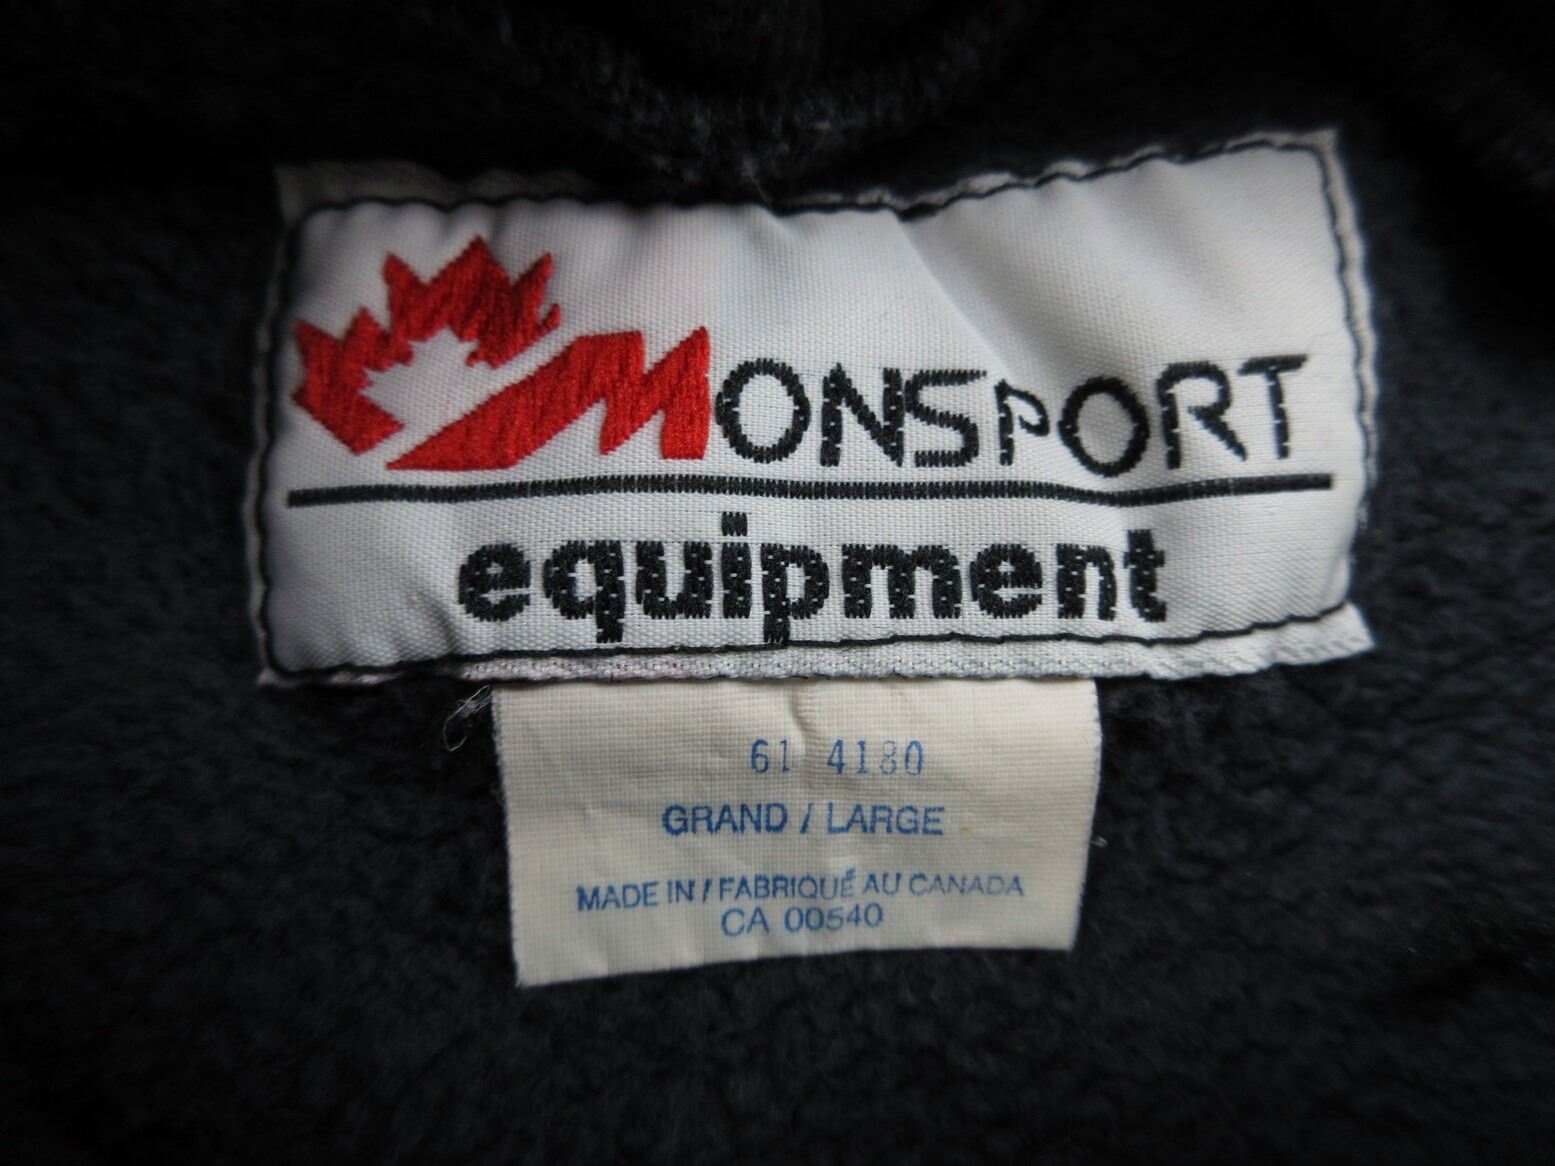 MONSPORT
equipment
61 4180
GRAND / LARGE
MADE IN / FABRIQUÉ AU CANADA
CA 00540